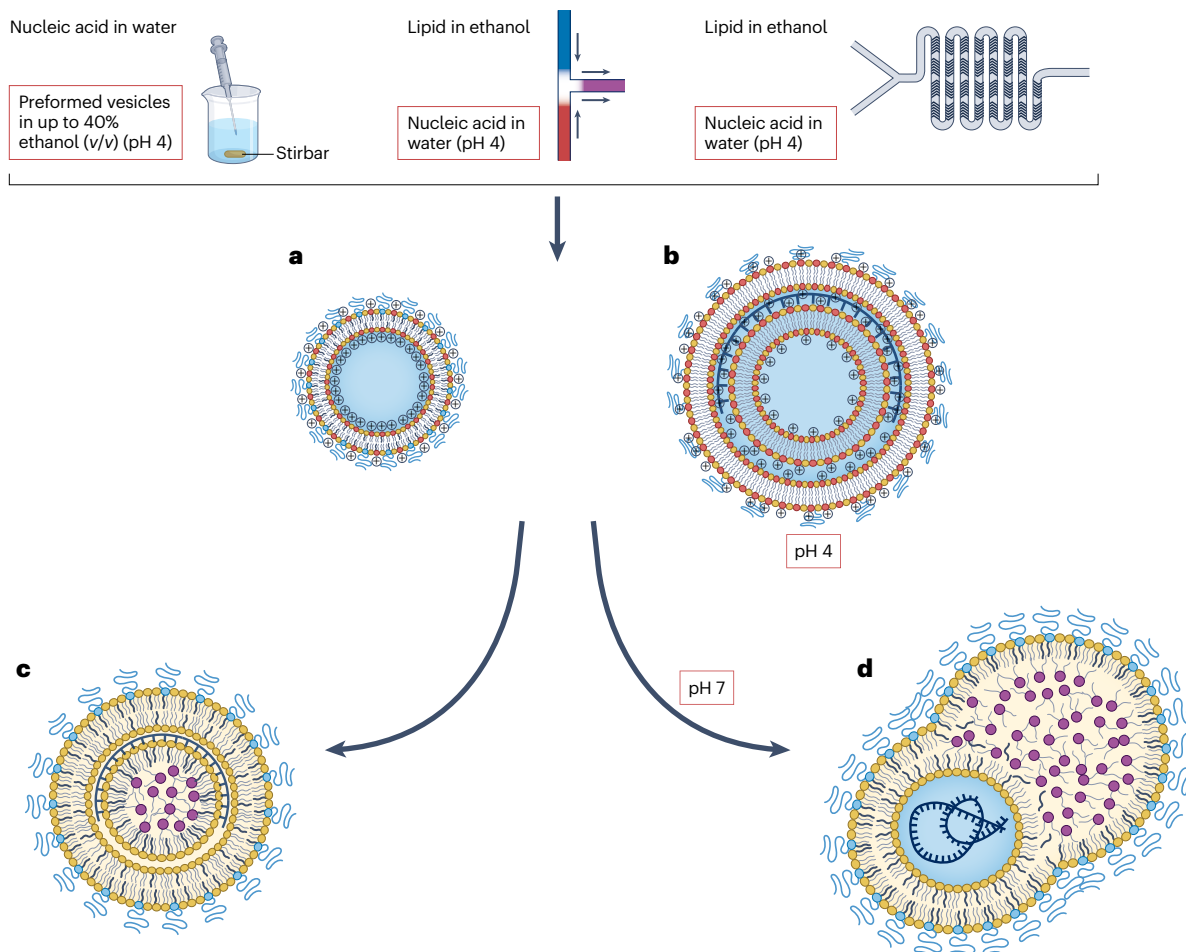 Nucleic acid in water
Preformed vesicles
in up to 40%
ethanol (v/v) (pH 4)
Stirbar
Lipid in ethanol
Nucleic acid in
water (pH 4)
Lipid in ethanol
Nucleic acid in
water (pH 4)
a
b
pH 4
c
pH 7
d